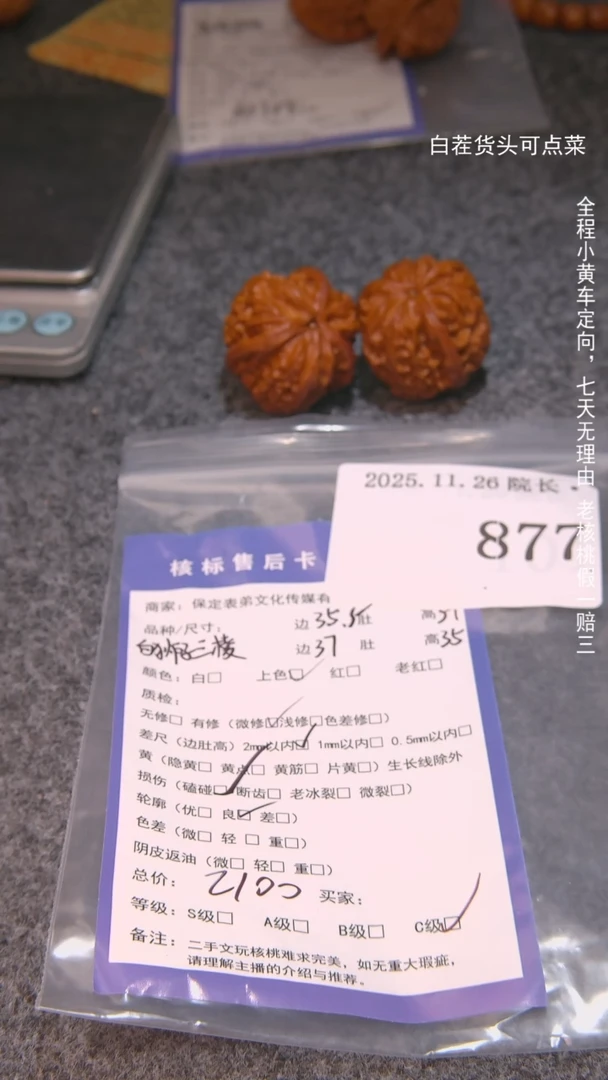 白茬货头可点菜
全程小黄车定向，七天无理由 老核桃假一赔三
2025.11.26 院长
877
核标售后卡
商家：保定表弟文化传媒有
品种/尺寸： 边35.5 肚 高37
三棱 边37 肚 高35
颜色：白□ 上色□ 红□ 老红□
质检：
无修□ 有修（微修□浅修□色差修□）
差尺（边肚高）2mm以内□ 1mm以内□ 0.5mm以内□
黄（隐黄□ 黄点□ 黄筋□ 片黄□）生长线除外
损伤（磕碰□断齿□ 老冰裂□ 微裂□）
轮廓（优□ 良□ 差□）
色差（微□ 轻□ 重□）
阴皮返油（微□ 轻□ 重□）
总价： 2100 买家：
等级：S级□ A级□ B级□ C级□
备注：二手文玩核桃难求完美，如无重大瑕疵，
请理解主播的介绍与推荐。